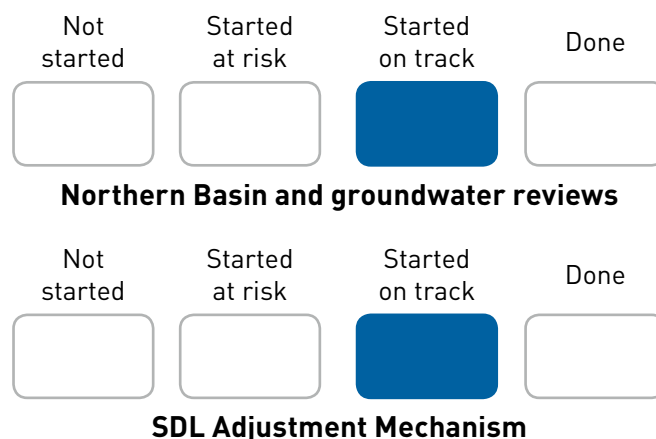 Not started
Started at risk
Started on track
Done
Northern Basin and groundwater reviews
Not started
Started at risk
Started on track
Done
SDL Adjustment Mechanism